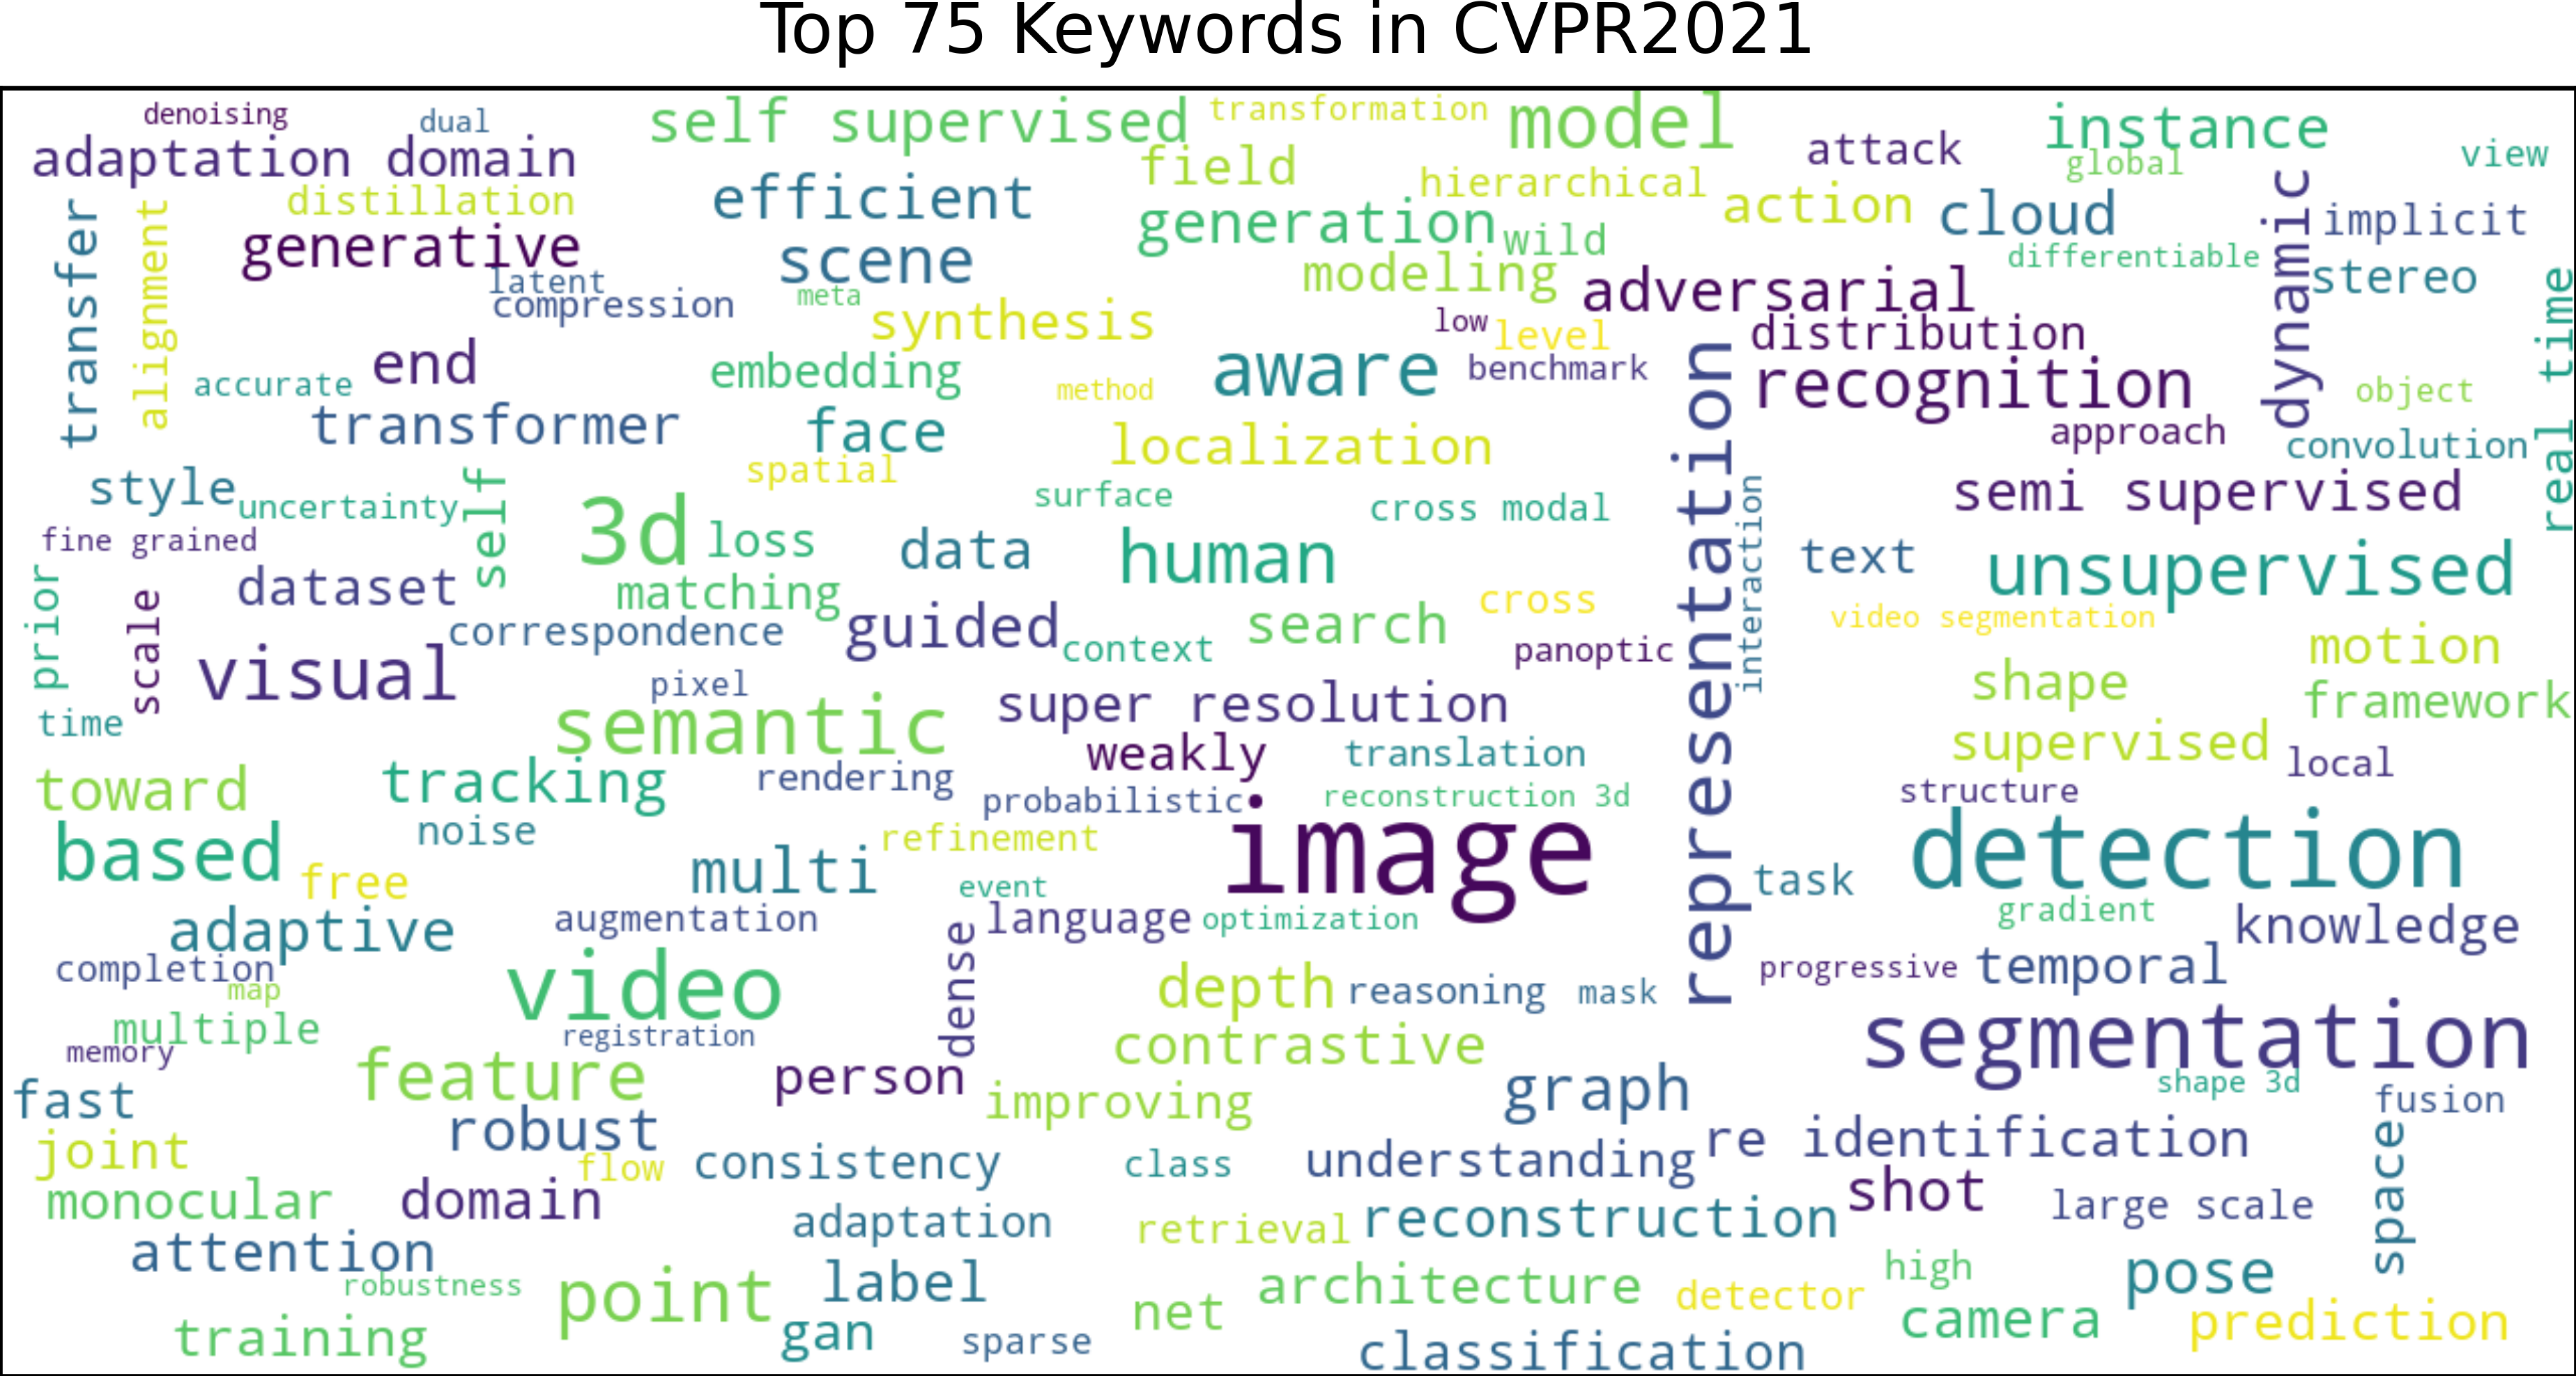 Top 75 Keywords in CVPR2021
denoising
dual
self supervised
transformation
model
attack
instance
view
adaptation domain
field
hierarchical
global
distillation
efficient
action
cloud
dynamic
implicit
transfer
alignment
generative
generation
wild
differentiable
latent
scene
modeling
adversarial
stereo
real time
compression
meta
synthesis
low
level
distribution
end
embedding
aware
benchmark
representation
recognition
accurate
method
object
transformer
face
localization
approach
convolution
style
self
spatial
surface
cross modal
interaction
semi supervised
uncertainty
3d
loss
data
human
text
unsupervised
fine grained
dataset
matching
cross
video segmentation
prior
scale
correspondence
guided
search
context
panoptic
motion
visual
pixel
shape
framework
time
semantic
super resolution
supervised
local
weakly
translation
toward
tracking
rendering
probabilistic
reconstruction 3d
structure
based
noise
refinement
image
detection
free
multi
event
task
adaptive
augmentation
dense
language
optimization
gradient
knowledge
completion
map
video
depth
reasoning
mask
progressive
temporal
multiple
registration
contrastive
segmentation
memory
feature
person
improving
graph
shape 3d
fusion
fast
robust
joint
flow
consistency
class
understanding
re identification
space
monocular
domain
adaptation
retrieval
reconstruction
shot
large scale
attention
robustness
point
label
architecture
detector
high
pose
training
gan
sparse
net
classification
camera
prediction